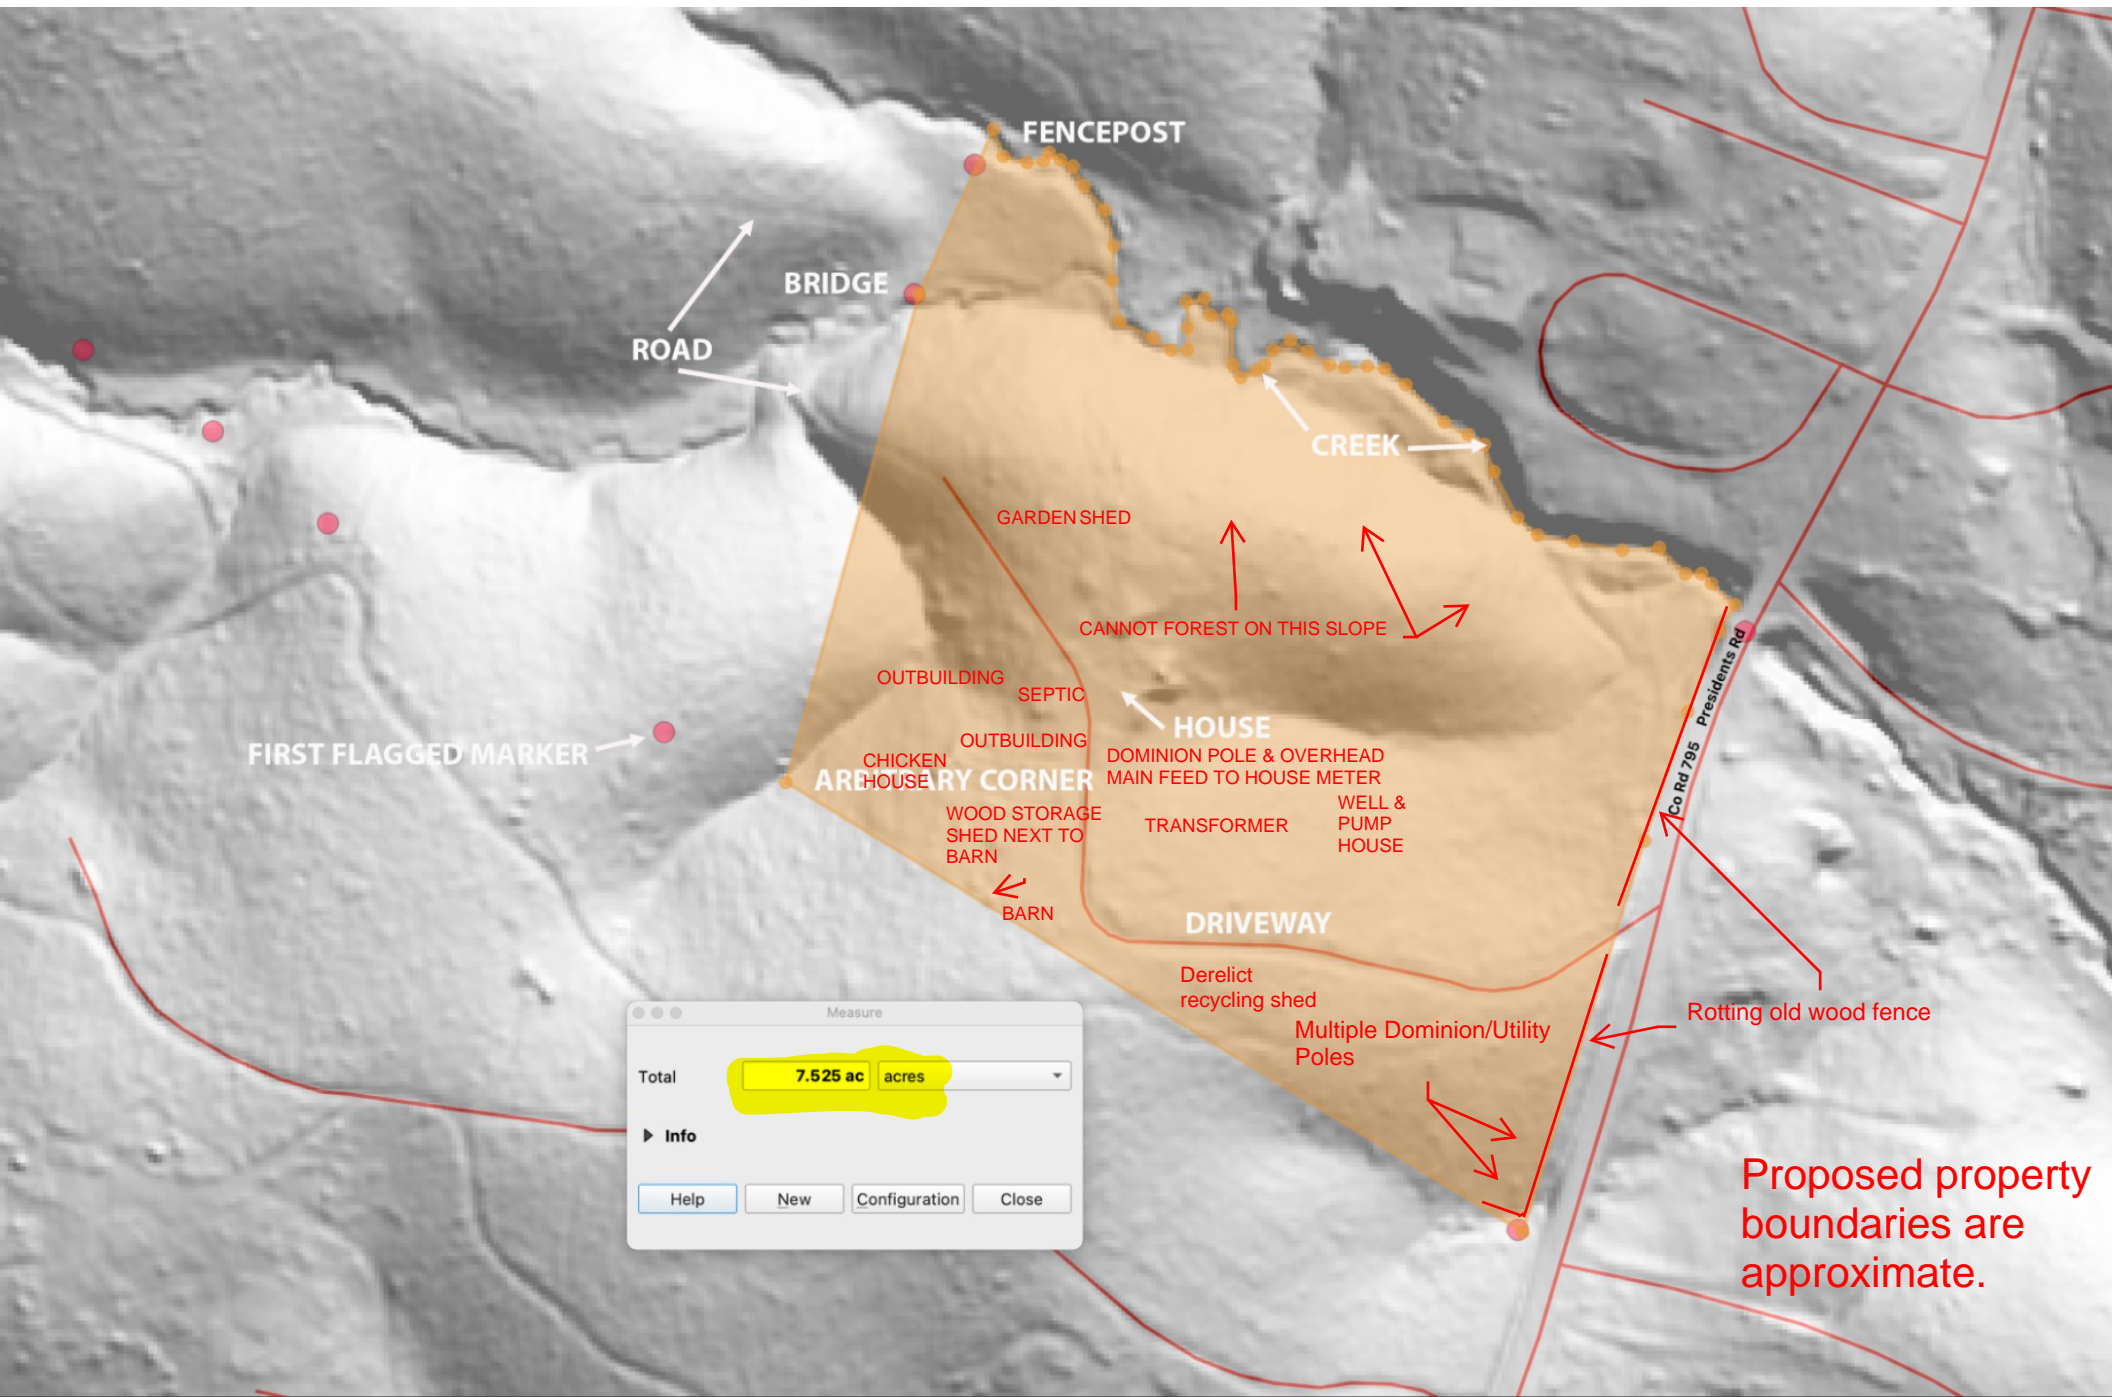 FENCEPOST
BRIDGE
ROAD
CREEK
GARDEN SHED
CANNOT FOREST ON THIS SLOPE
OUTBUILDING
SEPTIC
HOUSE
FIRST FLAGGED MARKER
OUTBUILDING
CHICKEN
HOUSE
ARBITRARY CORNER
DOMINION POLE & OVERHEAD
MAIN FEED TO HOUSE METER
WOOD STORAGE
SHED NEXT TO
BARN
TRANSFORMER
WELL &
PUMP
HOUSE
Co Rd 795 Presidents Rd
BARN
DRIVEWAY
Derelict
recycling shed
Multiple Dominion/Utility
Poles
Rotting old wood fence
Measure
Total 7.525 ac acres
Info
Help New Configuration Close
Proposed property
boundaries are
approximate.